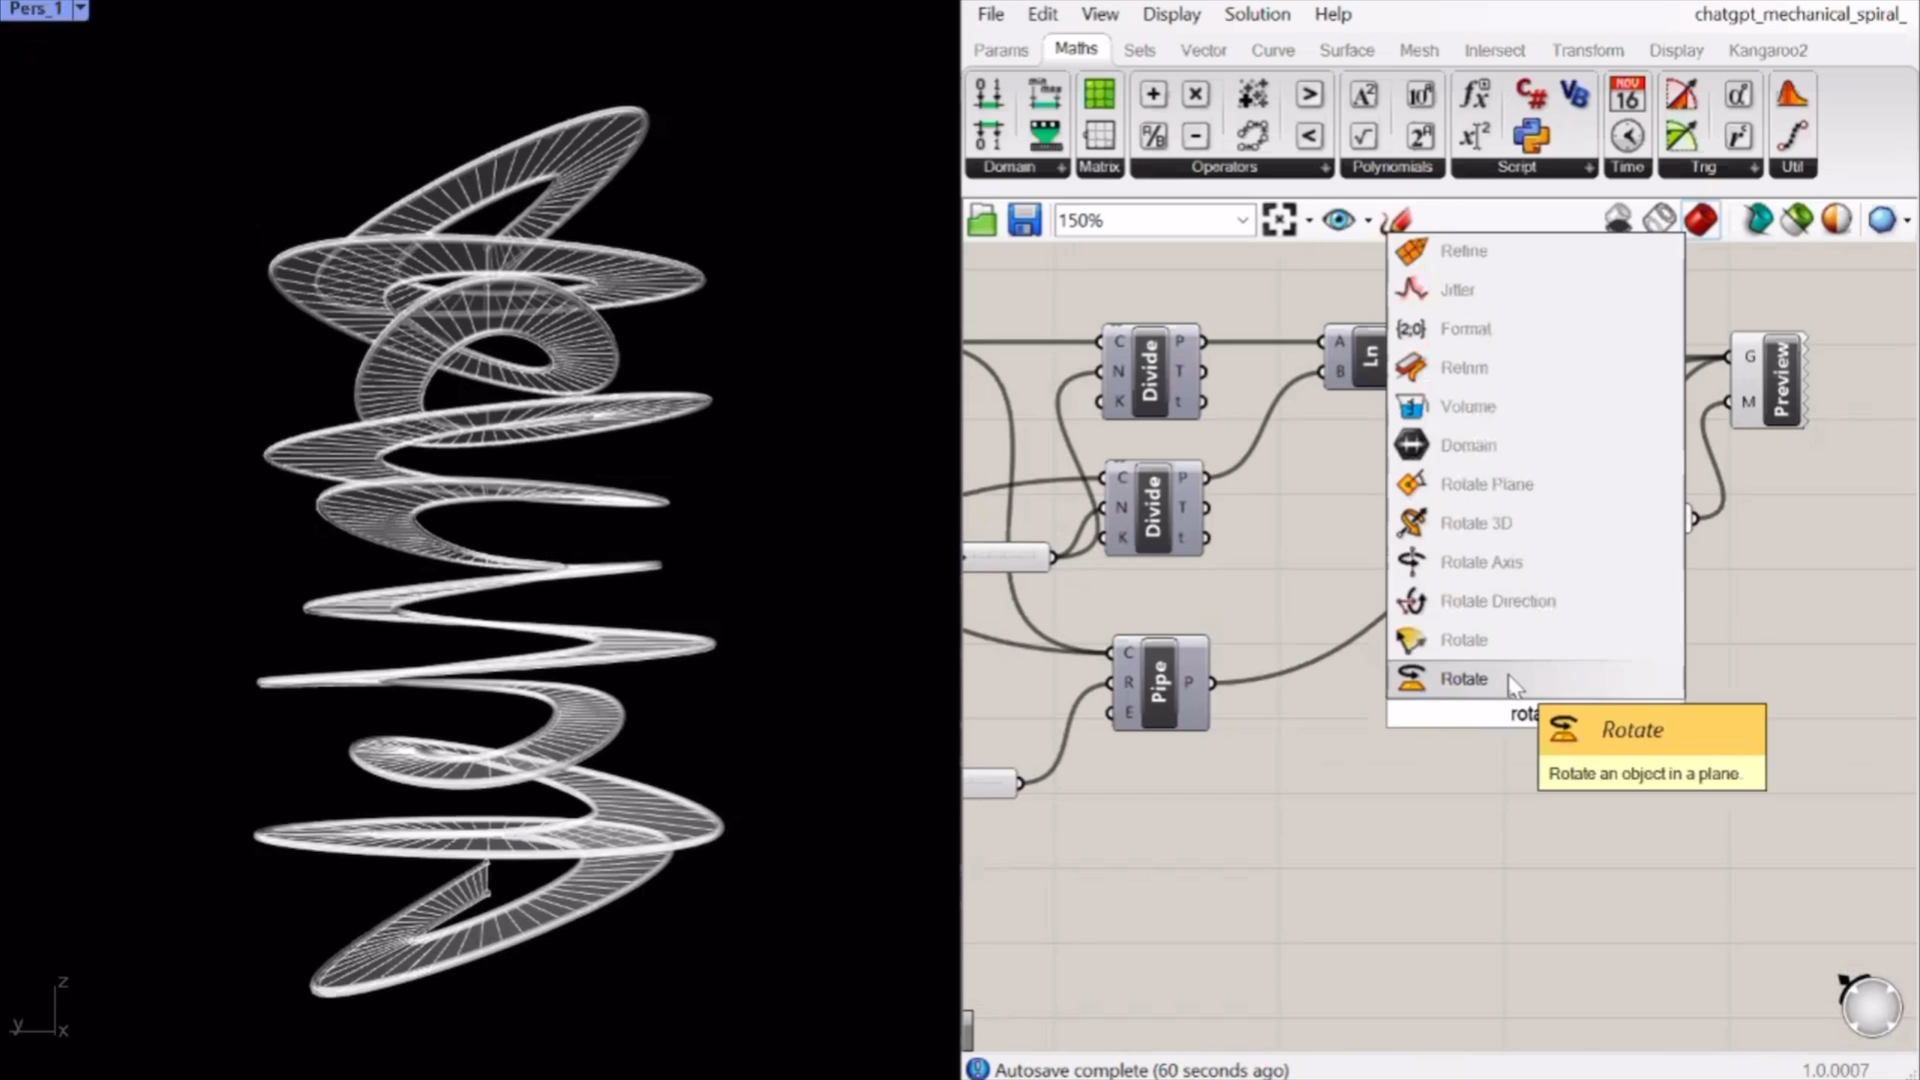 Pers_1
File Edit View Display Solution Help chatgpt_mechanical_spiral_
Params Maths Sets Vector Curve Surface Mesh Intersect Transform Display Kangaroo2
NOV
16
Domain Matrix Operators Polynomials Script Time Trig Util
150%
Refine
Jitter
Format
Retrim
Volume
Domain
Rotate Plane
Rotate 3D
Rotate Axis
Rotate Direction
Rotate
Rotate
rota
Rotate
Rotate an object in a plane.
C Divide P
N T
K t
A Ln
B
G Preview
M
C Divide P
N T
K t
C Pipe P
R
E
z
y x
Autosave complete (60 seconds ago)
1.0.0007